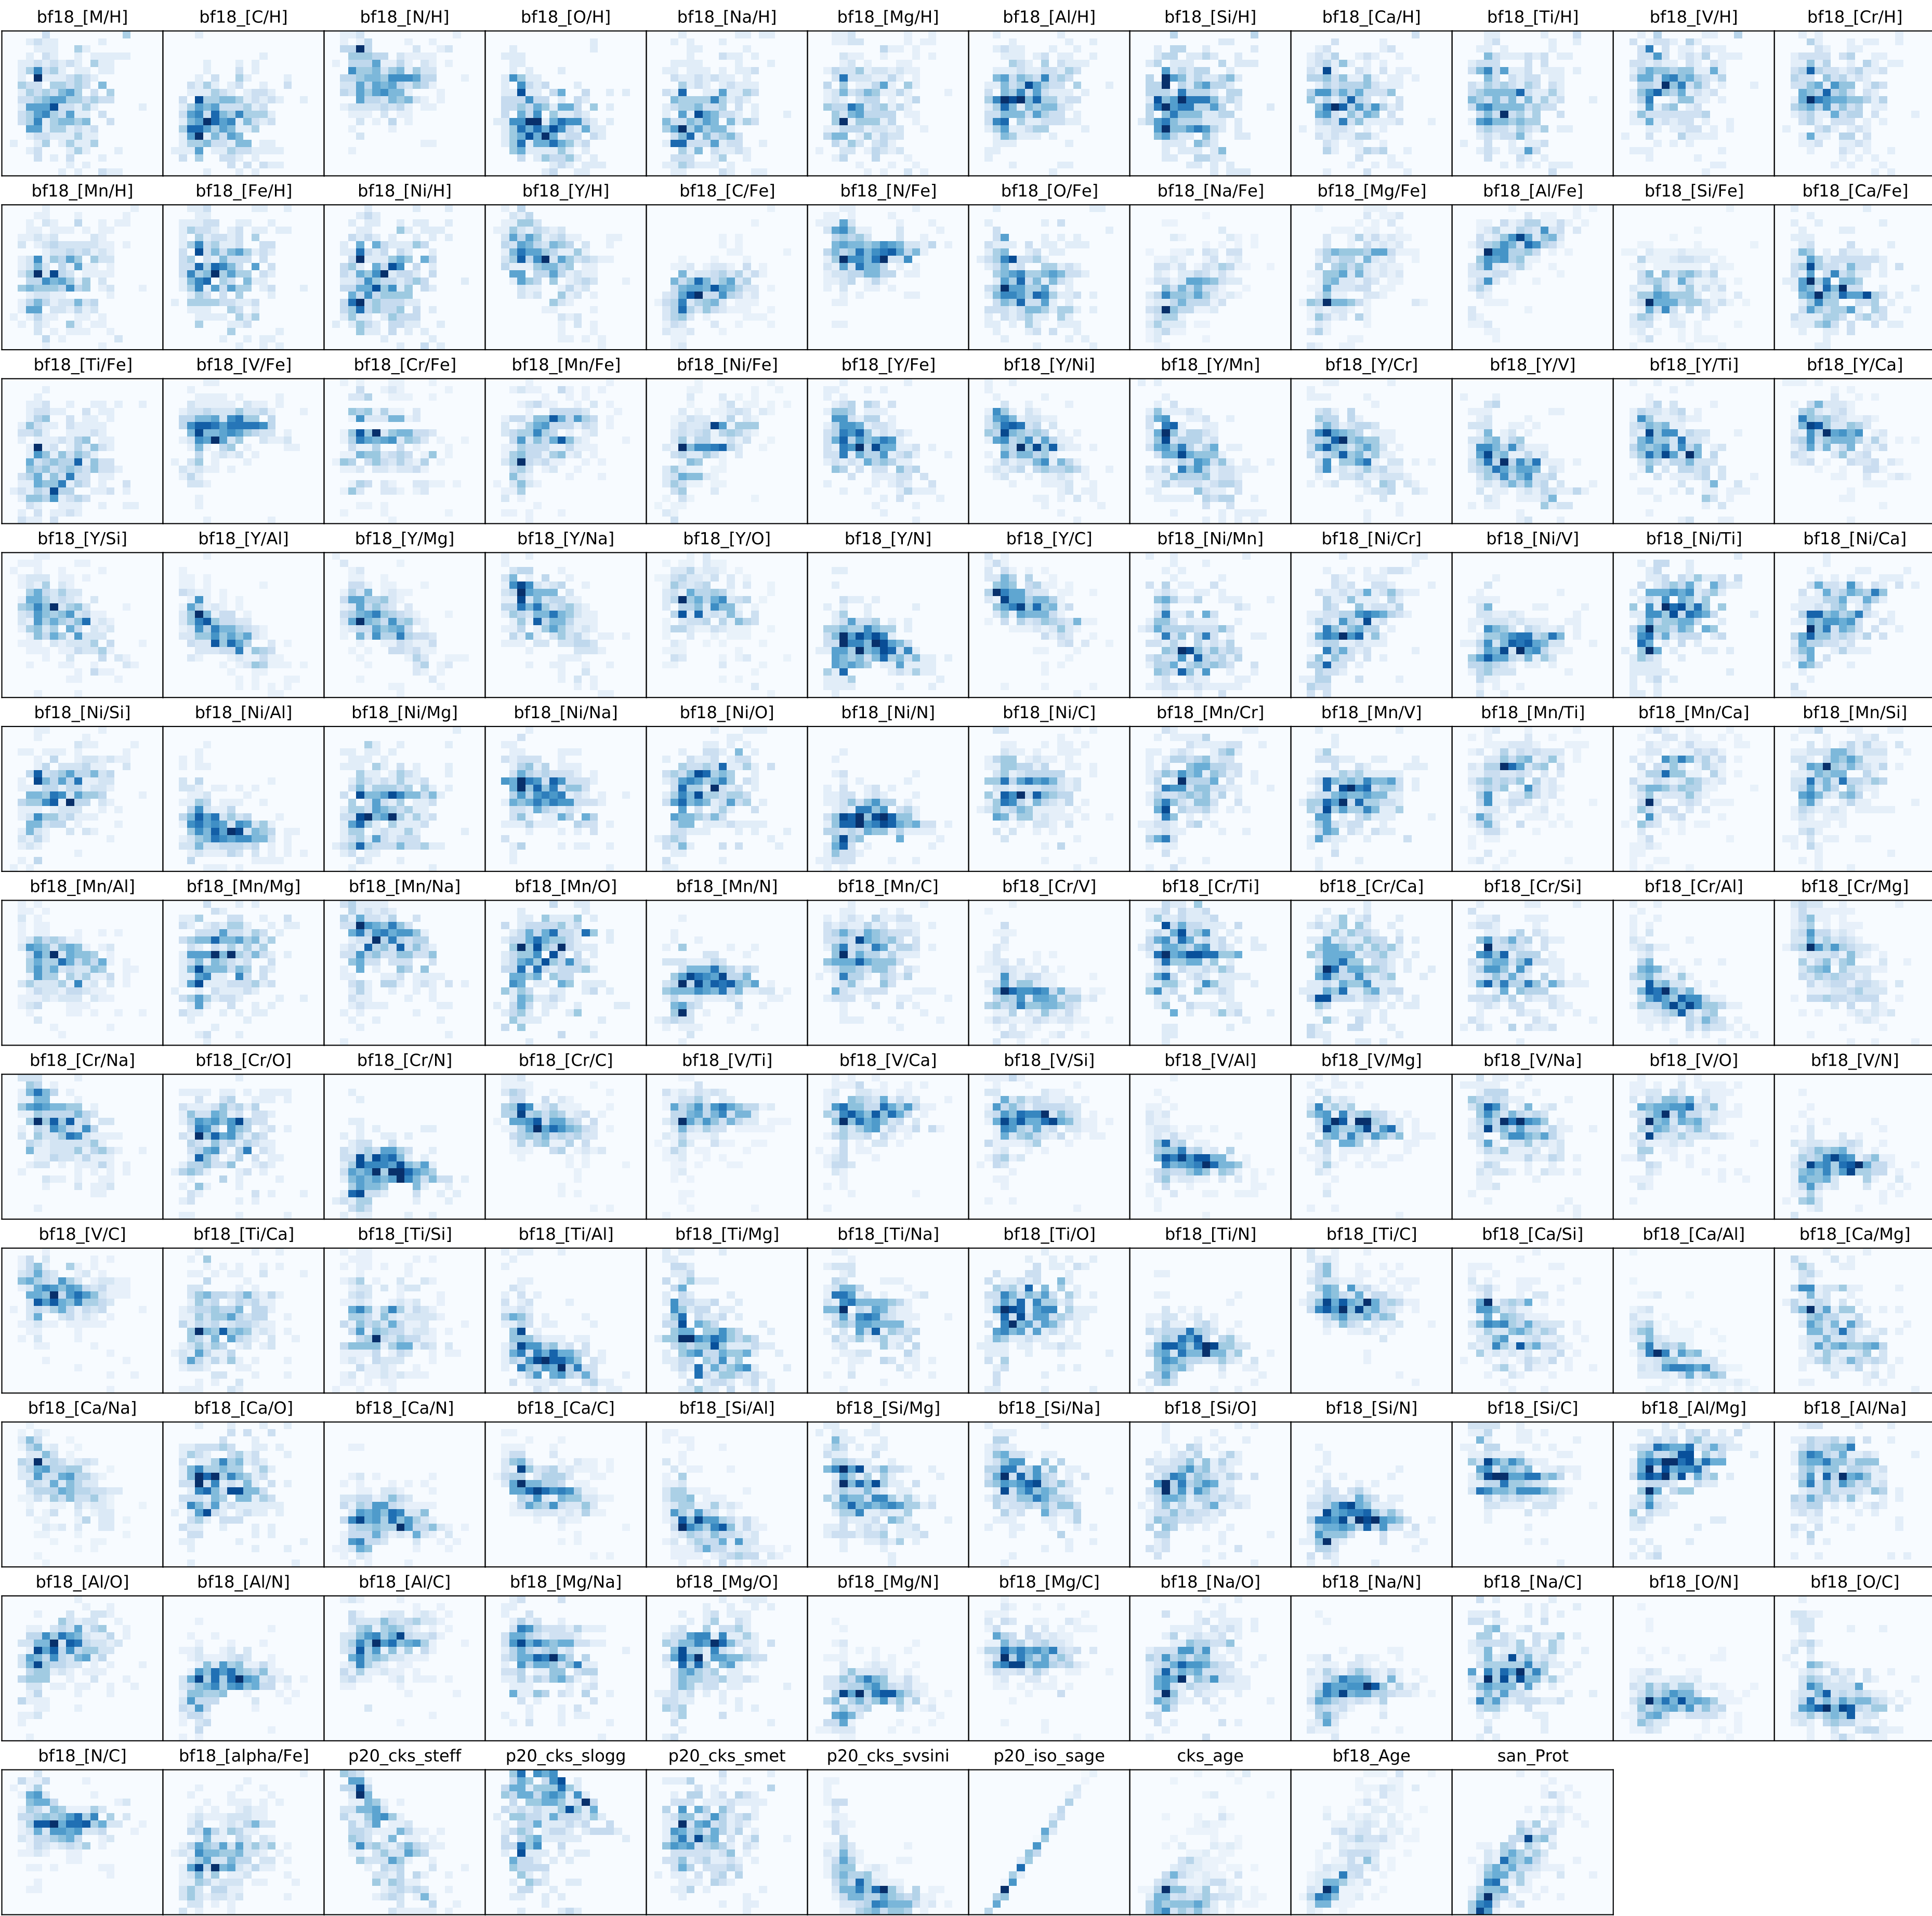 bf18_[M/H] bf18_[C/H] bf18_[N/H] bf18_[O/H] bf18_[Na/H] bf18_[Mg/H] bf18_[Al/H] bf18_[Si/H] bf18_[Ca/H] bf18_[Ti/H] bf18_[V/H] bf18_[Cr/H]
bf18_[Mn/H] bf18_[Fe/H] bf18_[Ni/H] bf18_[Y/H] bf18_[C/Fe] bf18_[N/Fe] bf18_[O/Fe] bf18_[Na/Fe] bf18_[Mg/Fe] bf18_[Al/Fe] bf18_[Si/Fe] bf18_[Ca/Fe]
bf18_[Ti/Fe] bf18_[V/Fe] bf18_[Cr/Fe] bf18_[Mn/Fe] bf18_[Ni/Fe] bf18_[Y/Fe] bf18_[Y/Ni] bf18_[Y/Mn] bf18_[Y/Cr] bf18_[Y/V] bf18_[Y/Ti] bf18_[Y/Ca]
bf18_[Y/Si] bf18_[Y/Al] bf18_[Y/Mg] bf18_[Y/Na] bf18_[Y/O] bf18_[Y/N] bf18_[Y/C] bf18_[Ni/Mn] bf18_[Ni/Cr] bf18_[Ni/V] bf18_[Ni/Ti] bf18_[Ni/Ca]
bf18_[Ni/Si] bf18_[Ni/Al] bf18_[Ni/Mg] bf18_[Ni/Na] bf18_[Ni/O] bf18_[Ni/N] bf18_[Ni/C] bf18_[Mn/Cr] bf18_[Mn/V] bf18_[Mn/Ti] bf18_[Mn/Ca] bf18_[Mn/Si]
bf18_[Mn/Al] bf18_[Mn/Mg] bf18_[Mn/Na] bf18_[Mn/O] bf18_[Mn/N] bf18_[Mn/C] bf18_[Cr/V] bf18_[Cr/Ti] bf18_[Cr/Ca] bf18_[Cr/Si] bf18_[Cr/Al] bf18_[Cr/Mg]
bf18_[Cr/Na] bf18_[Cr/O] bf18_[Cr/N] bf18_[Cr/C] bf18_[V/Ti] bf18_[V/Ca] bf18_[V/Si] bf18_[V/Al] bf18_[V/Mg] bf18_[V/Na] bf18_[V/O] bf18_[V/N]
bf18_[V/C] bf18_[Ti/Ca] bf18_[Ti/Si] bf18_[Ti/Al] bf18_[Ti/Mg] bf18_[Ti/Na] bf18_[Ti/O] bf18_[Ti/N] bf18_[Ti/C] bf18_[Ca/Si] bf18_[Ca/Al] bf18_[Ca/Mg]
bf18_[Ca/Na] bf18_[Ca/O] bf18_[Ca/N] bf18_[Ca/C] bf18_[Si/Al] bf18_[Si/Mg] bf18_[Si/Na] bf18_[Si/O] bf18_[Si/N] bf18_[Si/C] bf18_[Al/Mg] bf18_[Al/Na]
bf18_[Al/O] bf18_[Al/N] bf18_[Al/C] bf18_[Mg/Na] bf18_[Mg/O] bf18_[Mg/N] bf18_[Mg/C] bf18_[Na/O] bf18_[Na/N] bf18_[Na/C] bf18_[O/N] bf18_[O/C]
bf18_[N/C] bf18_[alpha/Fe] p20_cks_steff p20_cks_slogg p20_cks_smet p20_cks_svsini p20_iso_sage cks_age bf18_Age san_Prot